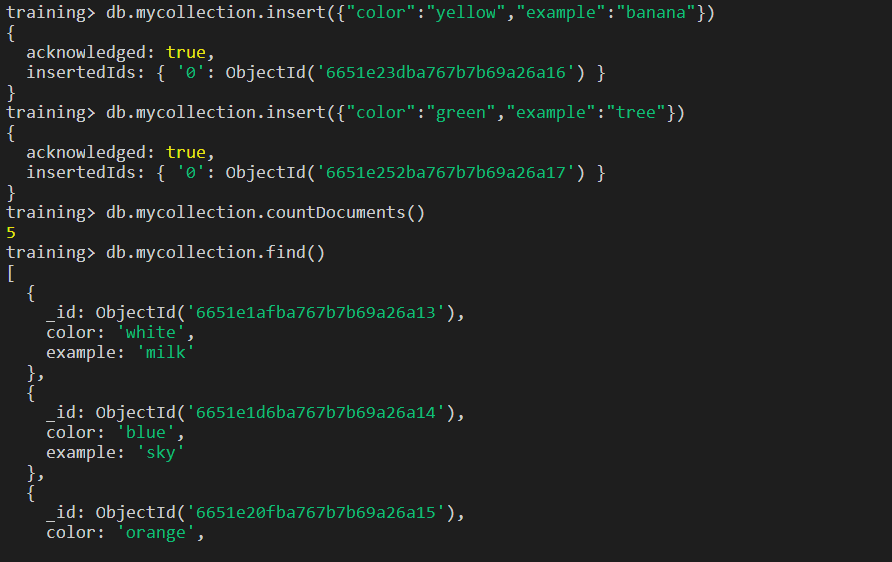 training> db.mycollection.insert({"color":"yellow","example":"banana"})
{
  acknowledged: true,
  insertedIds: { '0': ObjectId('6651e23dba767b7b69a26a16') }
}
training> db.mycollection.insert({"color":"green","example":"tree"})
{
  acknowledged: true,
  insertedIds: { '0': ObjectId('6651e252ba767b7b69a26a17') }
}
training> db.mycollection.countDocuments()
5
training> db.mycollection.find()
[
  {
    _id: ObjectId('6651e1afba767b7b69a26a13'),
    color: 'white',
    example: 'milk'
  },
  {
    _id: ObjectId('6651e1d6ba767b7b69a26a14'),
    color: 'blue',
    example: 'sky'
  },
  {
    _id: ObjectId('6651e20fba767b7b69a26a15'),
    color: 'orange',